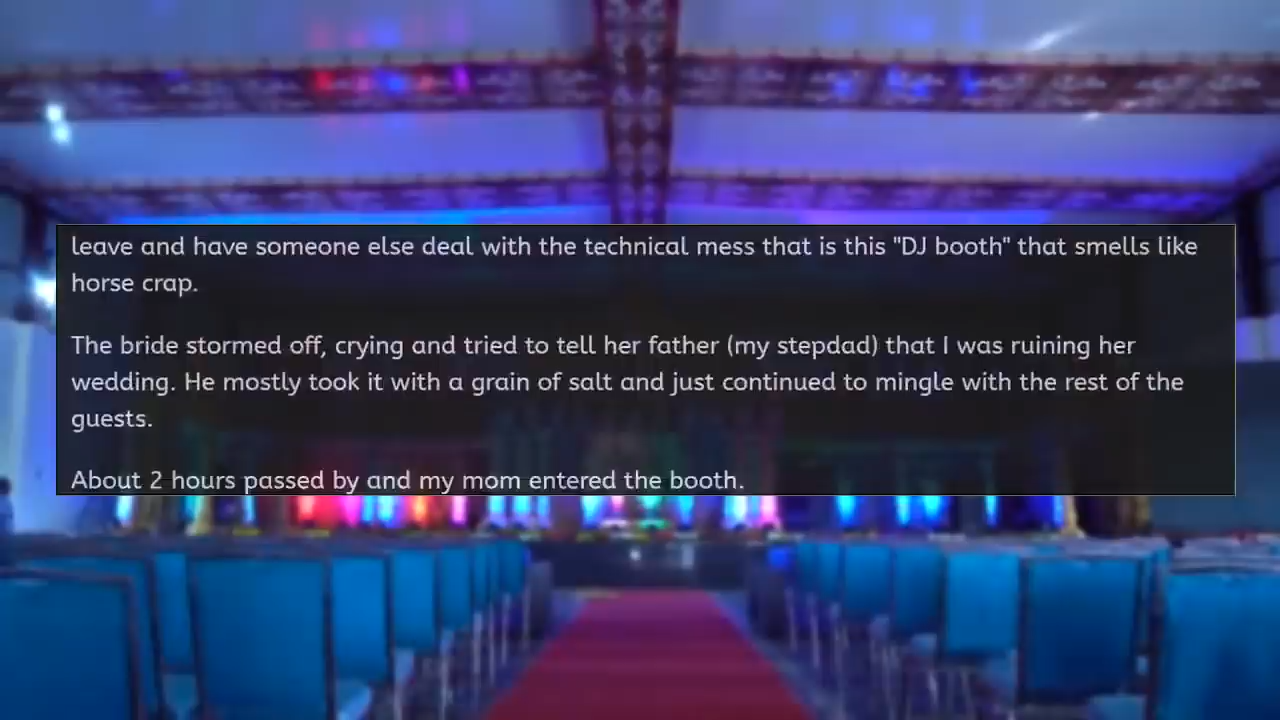 leave and have someone else deal with the technical mess that is this "DJ booth" that smells like
horse crap.
The bride stormed off, crying and tried to tell her father (my stepdad) that I was ruining her
wedding. He mostly took it with a grain of salt and just continued to mingle with the rest of the
guests.
About 2 hours passed by and my mom entered the booth.